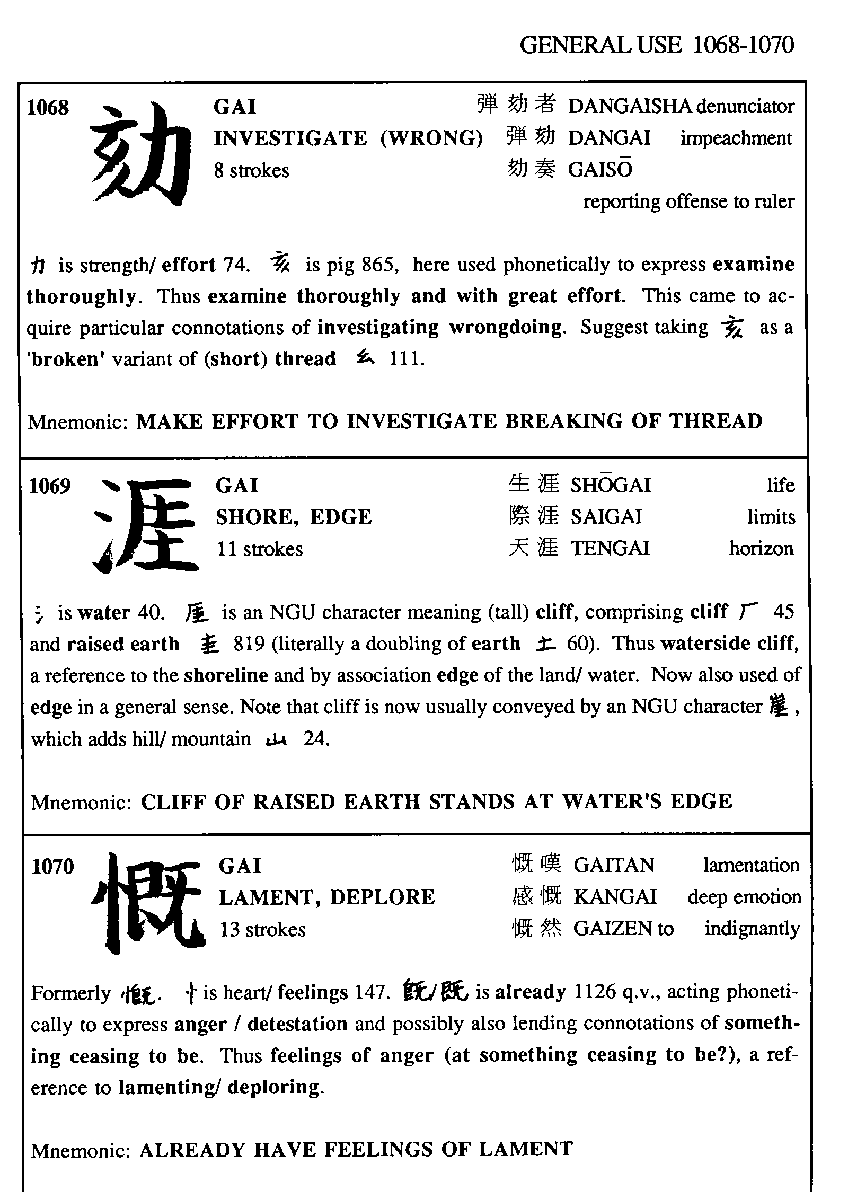 GENERAL USE 1068-1070
1068 劾 GAI 弾劾者 DANGAISHA denunciator
INVESTIGATE (WRONG) 弾劾 DANGAI impeachment
8 strokes 劾奏 GAISŌ
reporting offense to ruler
力 is strength/ effort 74. 亥 is pig 865, here used phonetically to express examine
thoroughly. Thus examine thoroughly and with great effort. This came to ac-
quire particular connotations of investigating wrongdoing. Suggest taking 亥 as a
'broken' variant of (short) thread 幺 111.
Mnemonic: MAKE EFFORT TO INVESTIGATE BREAKING OF THREAD
1069 涯 GAI 生涯 SHŌGAI life
SHORE, EDGE 際涯 SAIGAI limits
11 strokes 天涯 TENGAI horizon
氵 is water 40. 厓 is an NGU character meaning (tall) cliff, comprising cliff 厂 45
and raised earth 圭 819 (literally a doubling of earth 土 60). Thus waterside cliff,
a reference to the shoreline and by association edge of the land/ water. Now also used of
edge in a general sense. Note that cliff is now usually conveyed by an NGU character 崖,
which adds hill/ mountain 山 24.
Mnemonic: CLIFF OF RAISED EARTH STANDS AT WATER'S EDGE
1070 慨 GAI 慨嘆 GAITAN lamentation
LAMENT, DEPLORE 感慨 KANGAI deep emotion
13 strokes 慨然 GAIZEN to indignantly
Formerly 慨. 忄 is heart/ feelings 147. 旣/既 is already 1126 q.v., acting phoneti-
cally to express anger / detestation and possibly also lending connotations of someth-
ing ceasing to be. Thus feelings of anger (at something ceasing to be?), a ref-
erence to lamenting/ deploring.
Mnemonic: ALREADY HAVE FEELINGS OF LAMENT